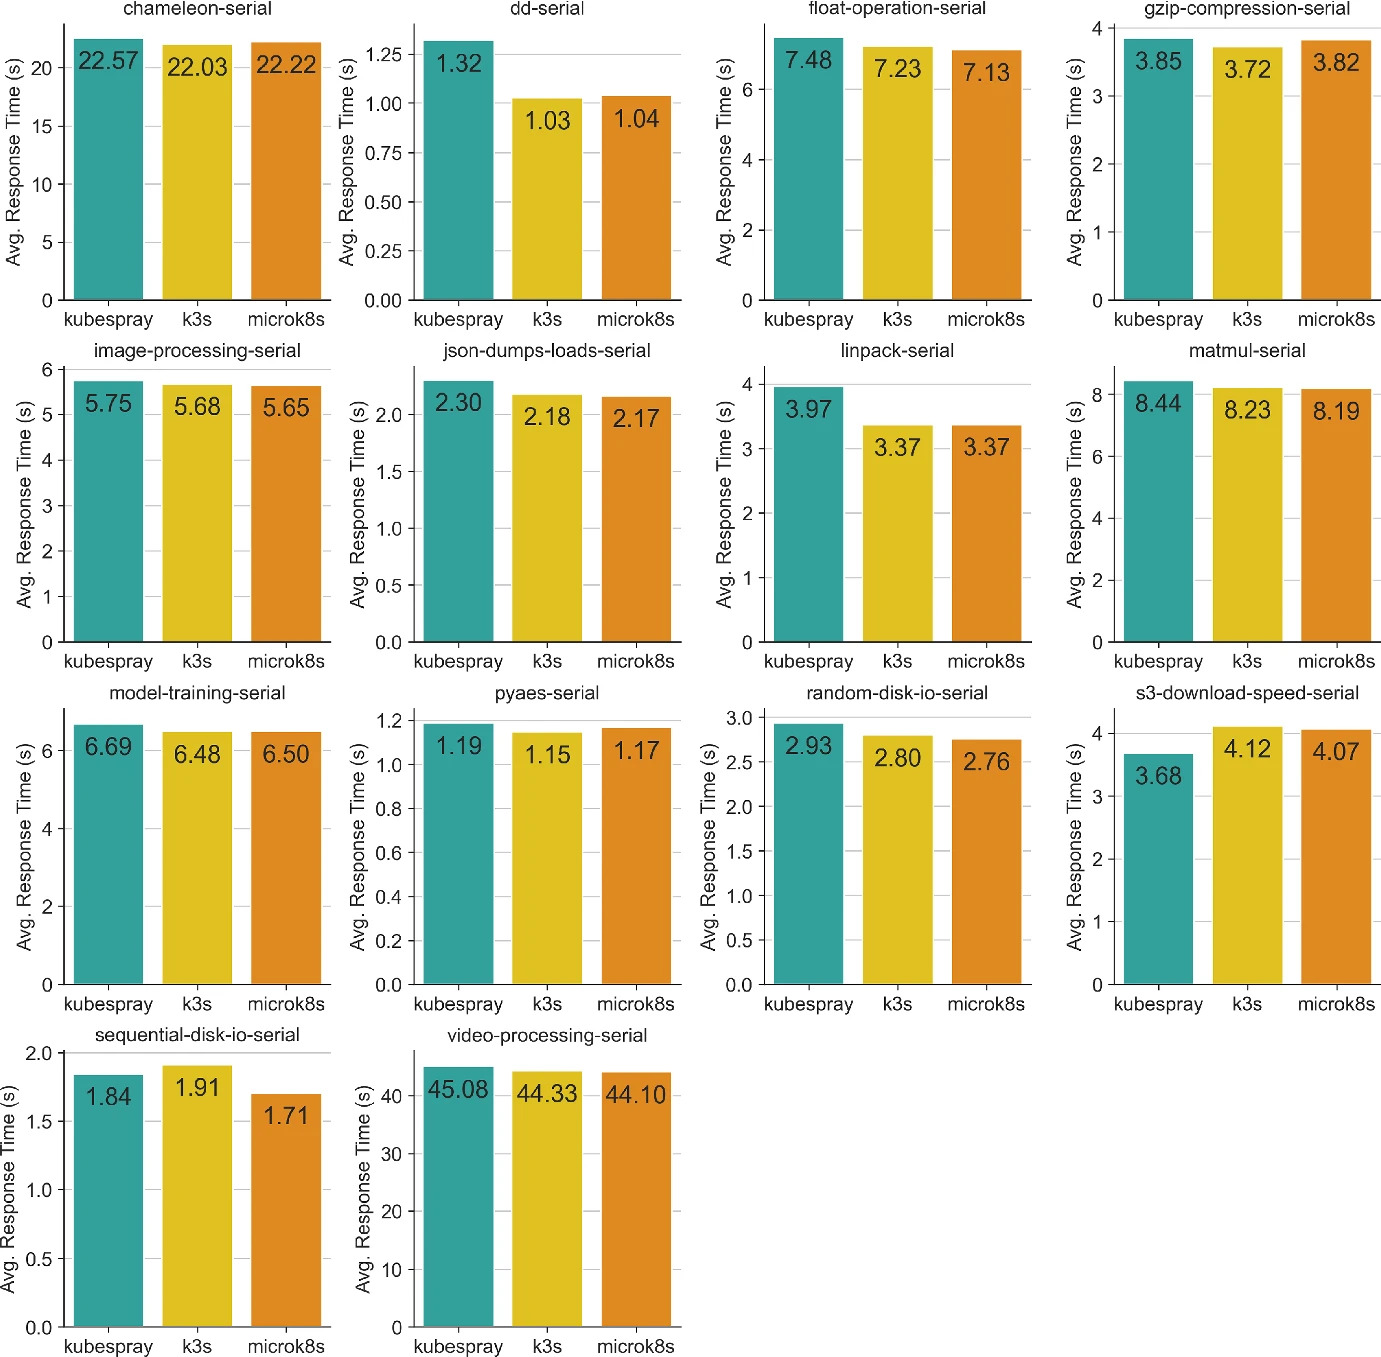 chameleon-serial
Avg. Response Time (s)
20
15
10
5
0
22.57
22.03
22.22
kubespray k3s microk8s
dd-serial
Avg. Response Time (s)
1.25
1.00
0.75
0.50
0.25
0.00
1.32
1.03
1.04
kubespray k3s microk8s
float-operation-serial
Avg. Response Time (s)
6
4
2
0
7.48
7.23
7.13
kubespray k3s microk8s
gzip-compression-serial
Avg. Response Time (s)
4
3
2
1
0
3.85
3.72
3.82
kubespray k3s microk8s
image-processing-serial
Avg. Response Time (s)
6
5
4
3
2
1
0
5.75
5.68
5.65
kubespray k3s microk8s
json-dumps-loads-serial
Avg. Response Time (s)
2.0
1.5
1.0
0.5
0.0
2.30
2.18
2.17
kubespray k3s microk8s
linpack-serial
Avg. Response Time (s)
4
3
2
1
0
3.97
3.37
3.37
kubespray k3s microk8s
matmul-serial
Avg. Response Time (s)
8
6
4
2
0
8.44
8.23
8.19
kubespray k3s microk8s
model-training-serial
Avg. Response Time (s)
6
4
2
0
6.69
6.48
6.50
kubespray k3s microk8s
pyaes-serial
Avg. Response Time (s)
1.2
1.0
0.8
0.6
0.4
0.2
0.0
1.19
1.15
1.17
kubespray k3s microk8s
random-disk-io-serial
Avg. Response Time (s)
3.0
2.5
2.0
1.5
1.0
0.5
0.0
2.93
2.80
2.76
kubespray k3s microk8s
s3-download-speed-serial
Avg. Response Time (s)
4
3
2
1
0
3.68
4.12
4.07
kubespray k3s microk8s
sequential-disk-io-serial
Avg. Response Time (s)
2.0
1.5
1.0
0.5
0.0
1.84
1.91
1.71
kubespray k3s microk8s
video-processing-serial
Avg. Response Time (s)
40
30
20
10
0
45.08
44.33
44.10
kubespray k3s microk8s